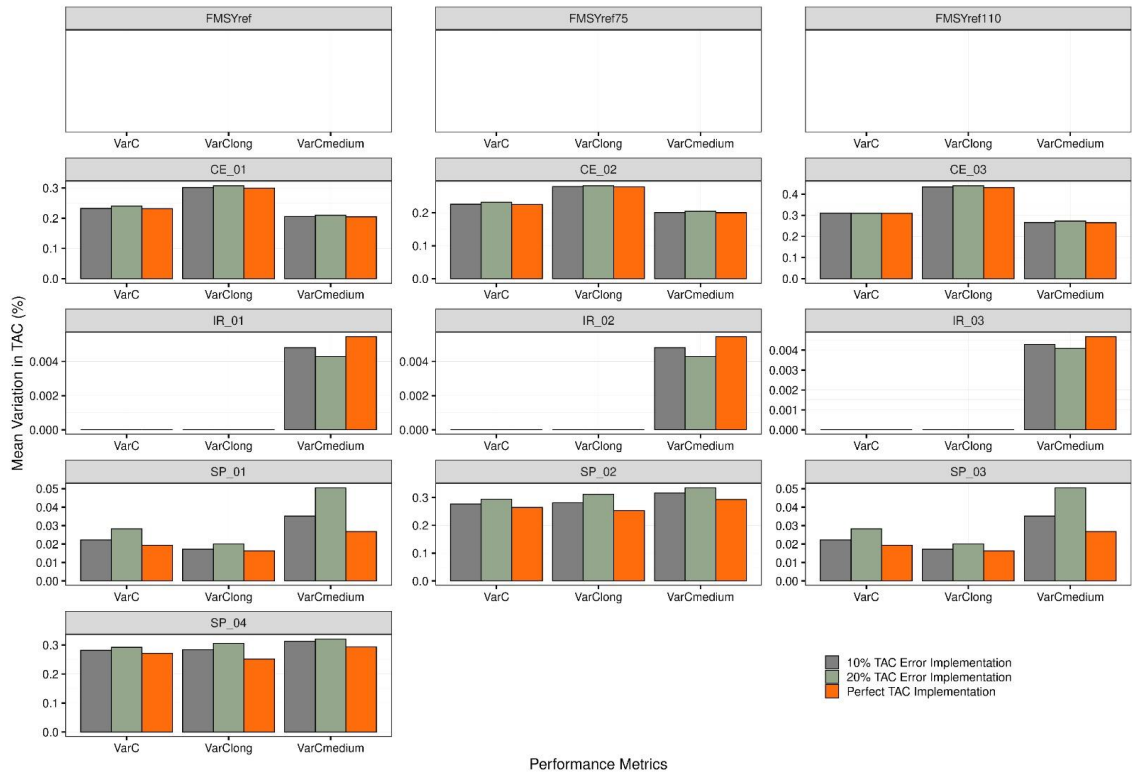 FMSYref
FMSYref75
FMSYref110
VarC VarClong VarCmedium
VarC VarClong VarCmedium
VarC VarClong VarCmedium
CE_01
0.3
0.2
0.1
0.0
VarC VarClong VarCmedium
CE_02
0.2
0.1
0.0
VarC VarClong VarCmedium
CE_03
0.4
0.3
0.2
0.1
0.0
VarC VarClong VarCmedium
Mean Variation in TAC (%)
IR_01
0.004
0.002
0.000
VarC VarClong VarCmedium
IR_02
0.004
0.002
0.000
VarC VarClong VarCmedium
IR_03
0.004
0.003
0.002
0.001
0.000
VarC VarClong VarCmedium
SP_01
0.05
0.04
0.03
0.02
0.01
0.00
VarC VarClong VarCmedium
SP_02
0.3
0.2
0.1
0.0
VarC VarClong VarCmedium
SP_03
0.05
0.04
0.03
0.02
0.01
0.00
VarC VarClong VarCmedium
SP_04
0.3
0.2
0.1
0.0
VarC VarClong VarCmedium
10% TAC Error Implementation
20% TAC Error Implementation
Perfect TAC Implementation
Performance Metrics